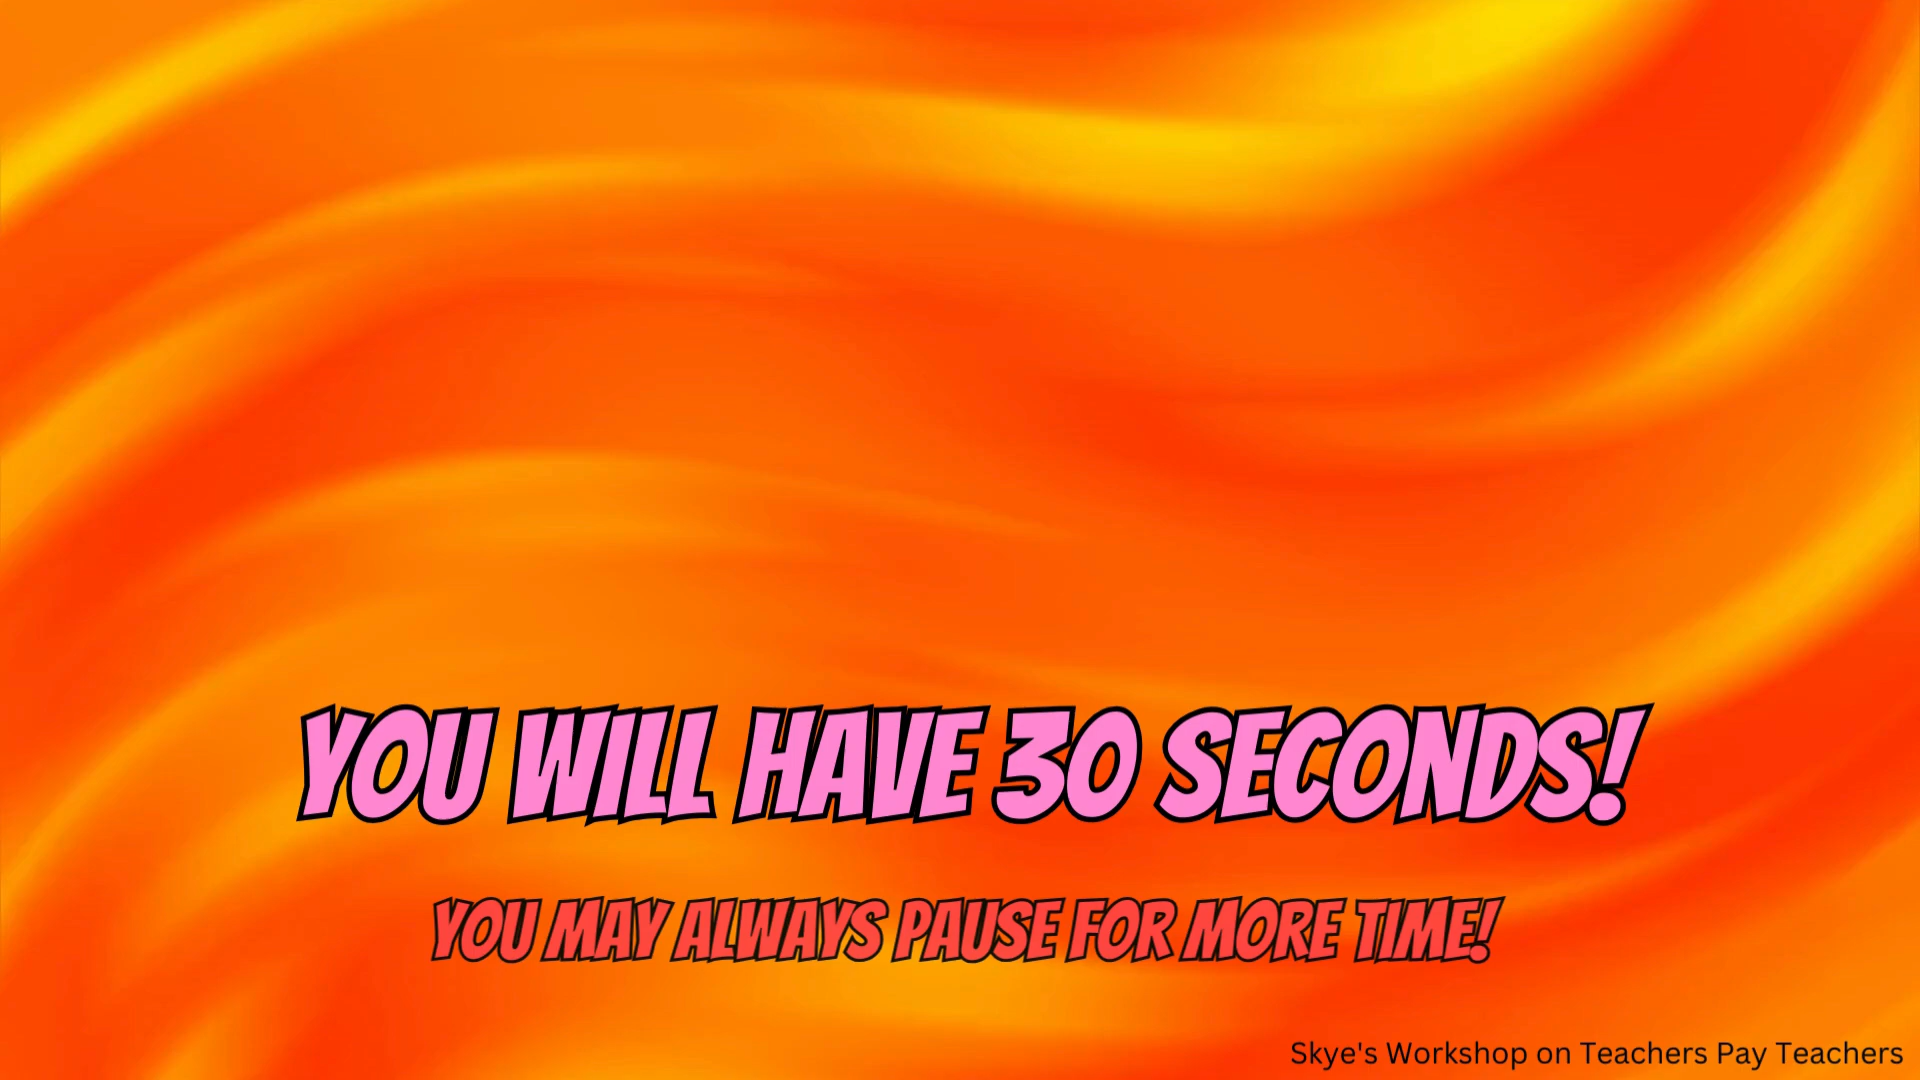 YOU WILL HAVE 30 SECONDS!
YOU MAY ALWAYS PAUSE FOR MORE TIME!
Skye's Workshop on Teachers Pay Teachers